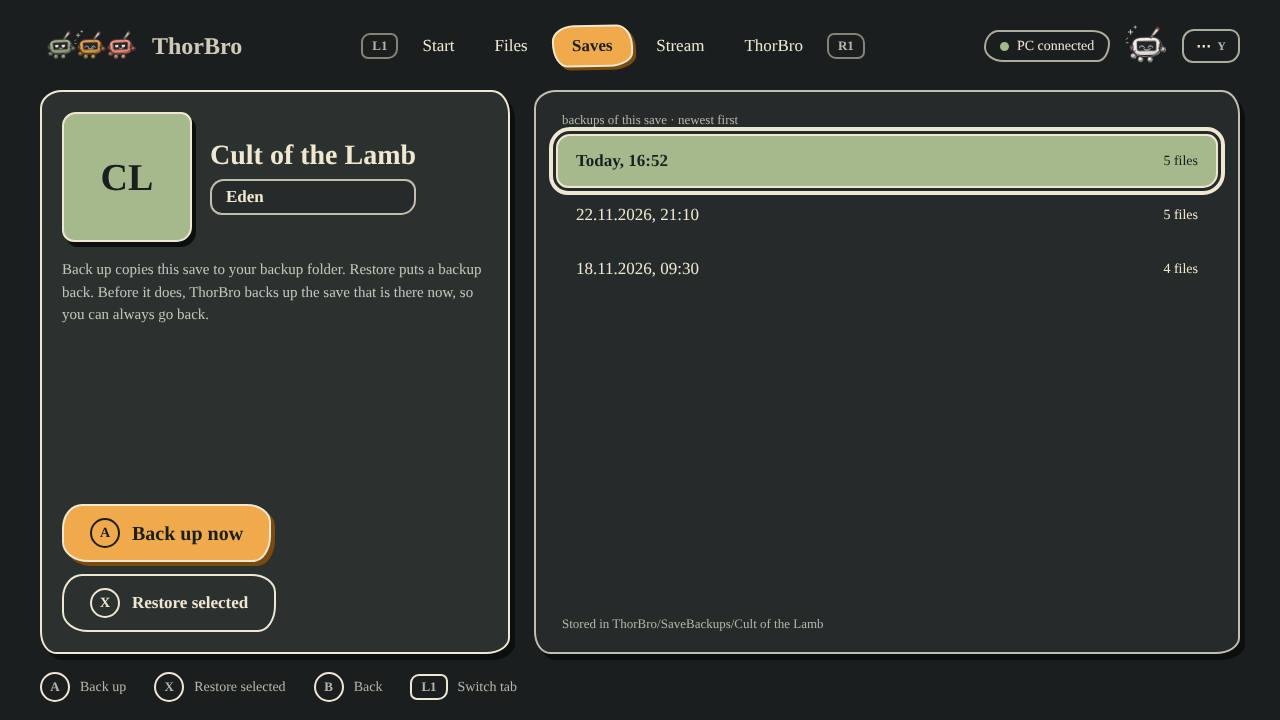 ThorBro
L1
Start
Files
Saves
Stream
ThorBro
R1
PC connected
··· Y
CL
Cult of the Lamb
Eden
Back up copies this save to your backup folder. Restore puts a backup
back. Before it does, ThorBro backs up the save that is there now, so
you can always go back.
A Back up now
X Restore selected
backups of this save · newest first
Today, 16:52 5 files
22.11.2026, 21:10 5 files
18.11.2026, 09:30 4 files
Stored in ThorBro/SaveBackups/Cult of the Lamb
A Back up X Restore selected B Back L1 Switch tab